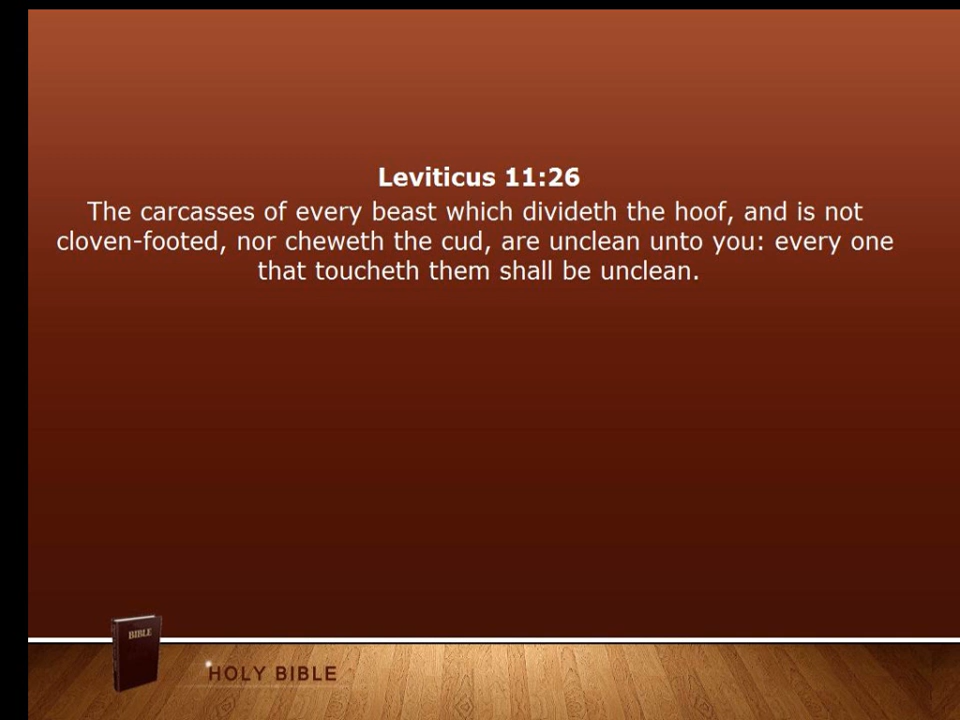 Leviticus 11:26
The carcasses of every beast which divideth the hoof, and is not
cloven-footed, nor cheweth the cud, are unclean unto you: every one
that toucheth them shall be unclean.
BIBLE
HOLY BIBLE